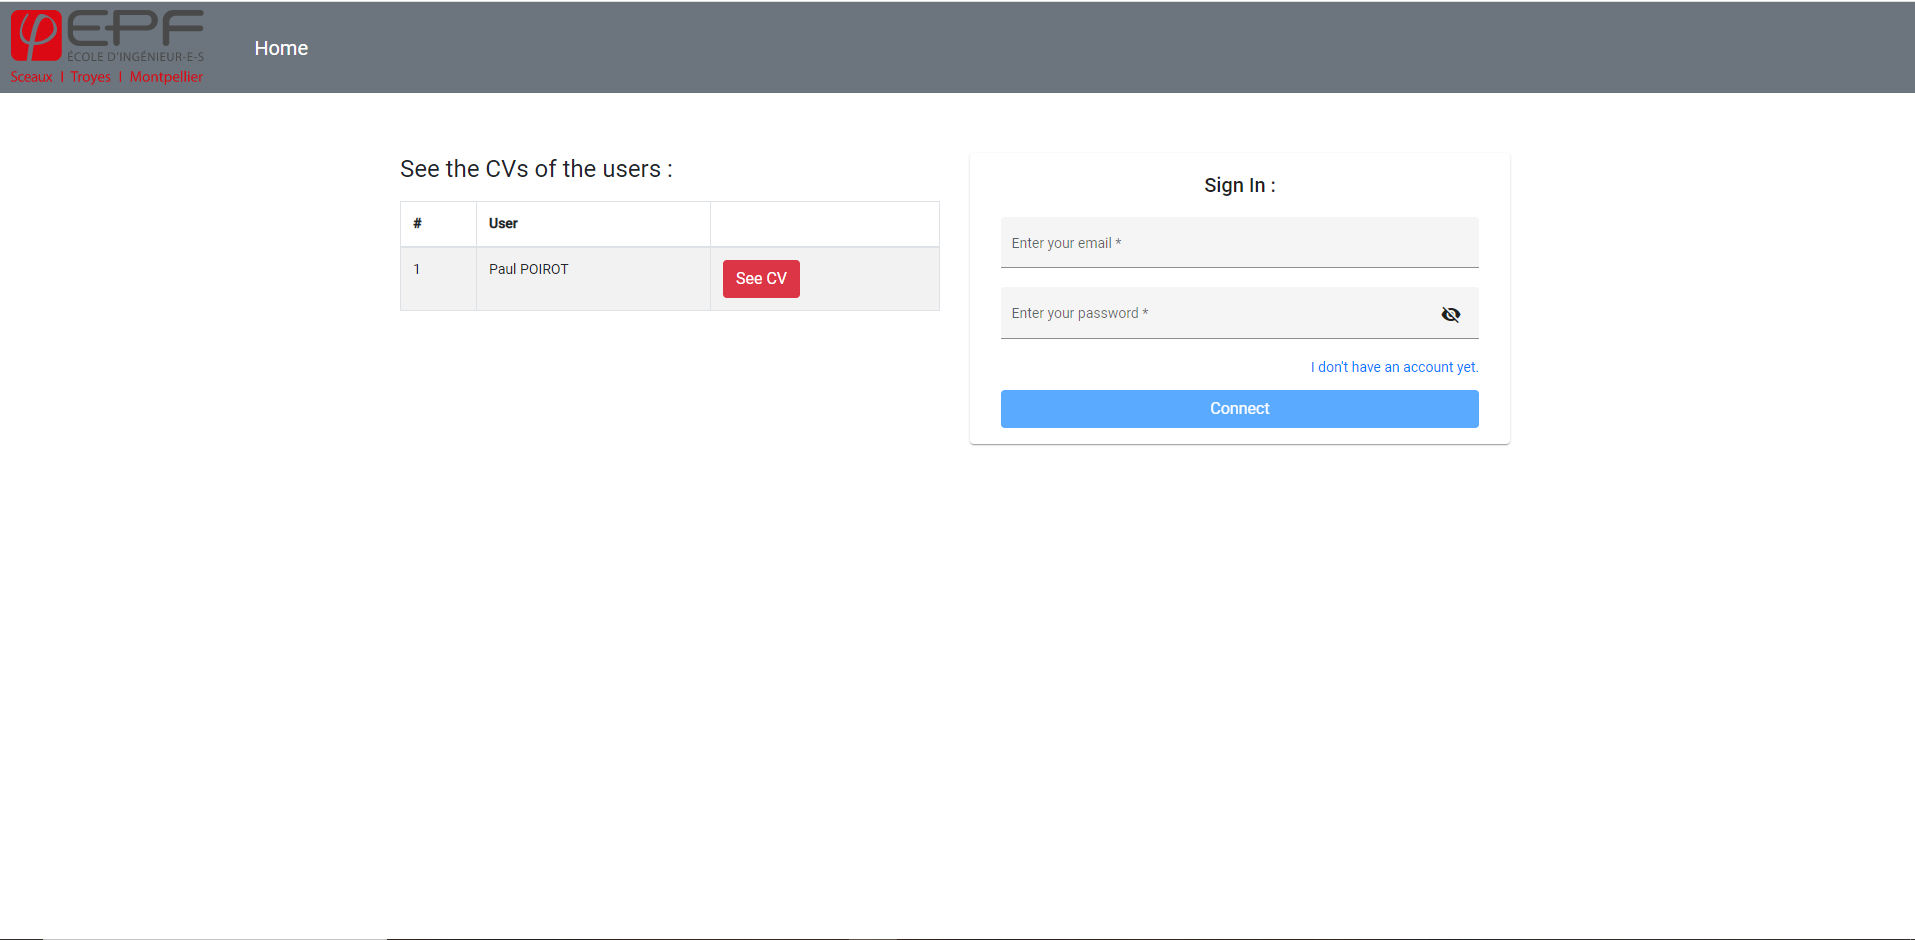 EPF
ÉCOLE D'INGÉNIEUR-E-S
Sceaux | Troyes | Montpellier
Home
See the CVs of the users :
# User
1 Paul POIROT See CV
Sign In :
Enter your email *
Enter your password *
I don't have an account yet.
Connect